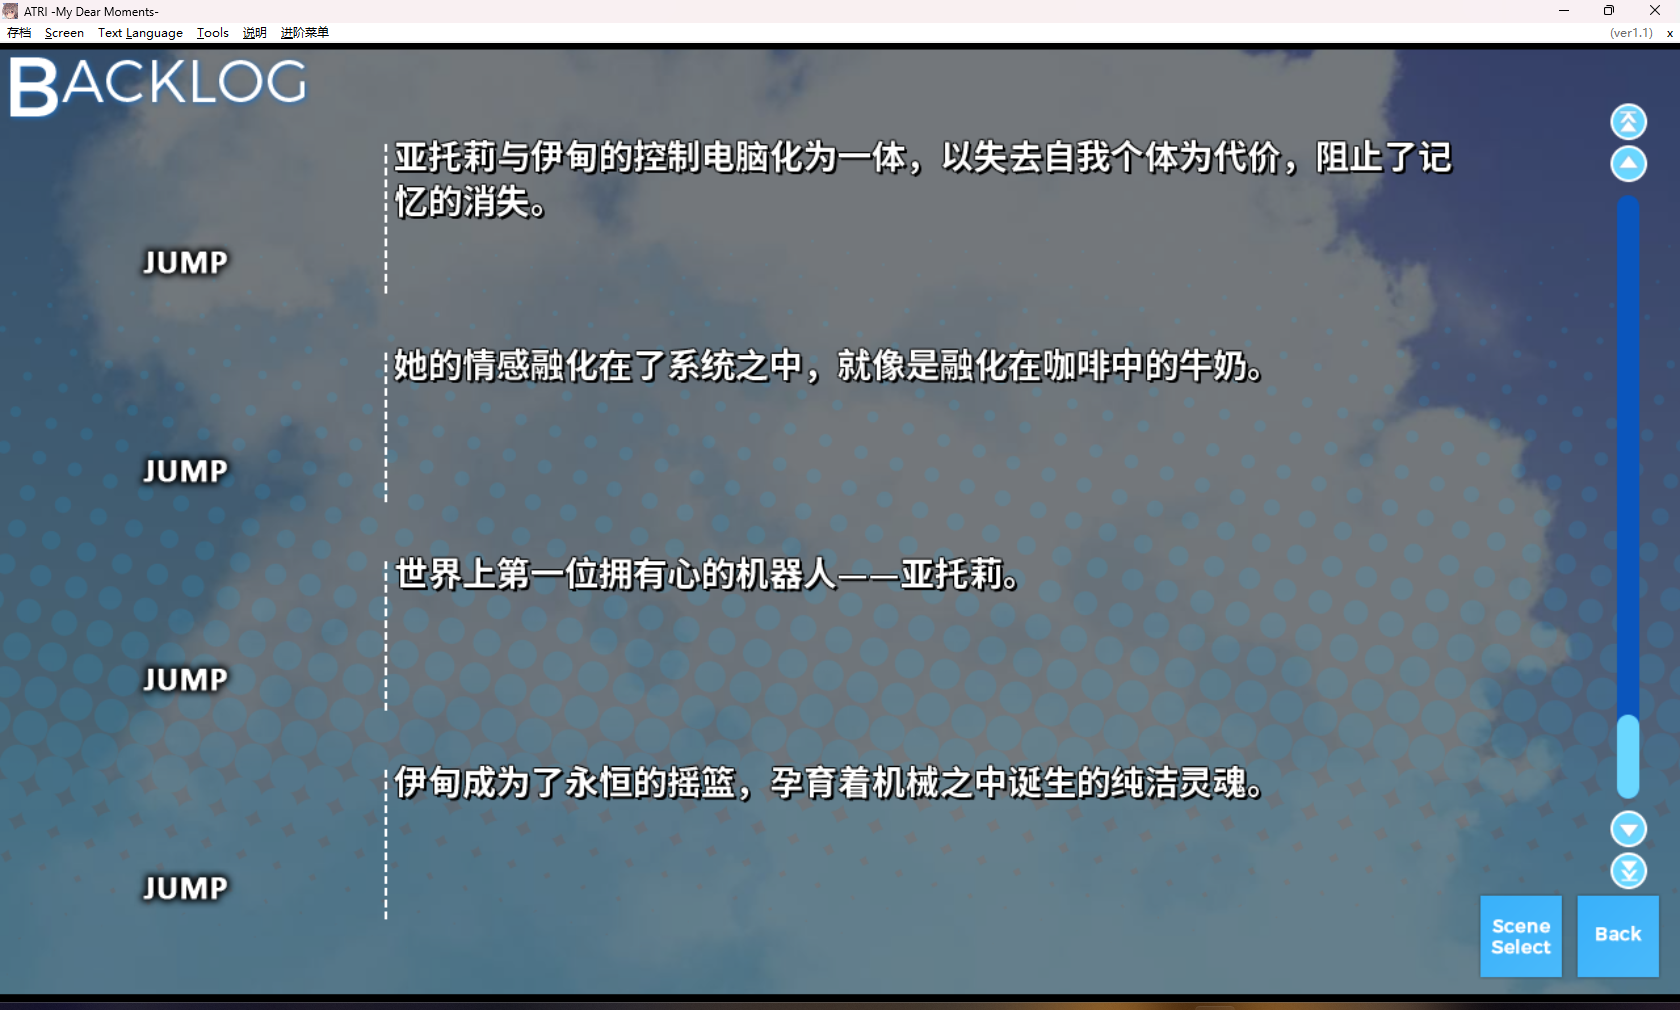 ATRI -My Dear Moments-
存档 Screen Text Language Tools 说明 进阶菜单 (ver1.1) x
BACKLOG
亚托莉与伊甸的控制电脑化为一体，以失去自我个体为代价，阻止了记
忆的消失。
JUMP
她的情感融化在了系统之中，就像是融化在咖啡中的牛奶。
JUMP
世界上第一位拥有心的机器人——亚托莉。
JUMP
伊甸成为了永恒的摇篮，孕育着机械之中诞生的纯洁灵魂。
JUMP
Scene
Select
Back